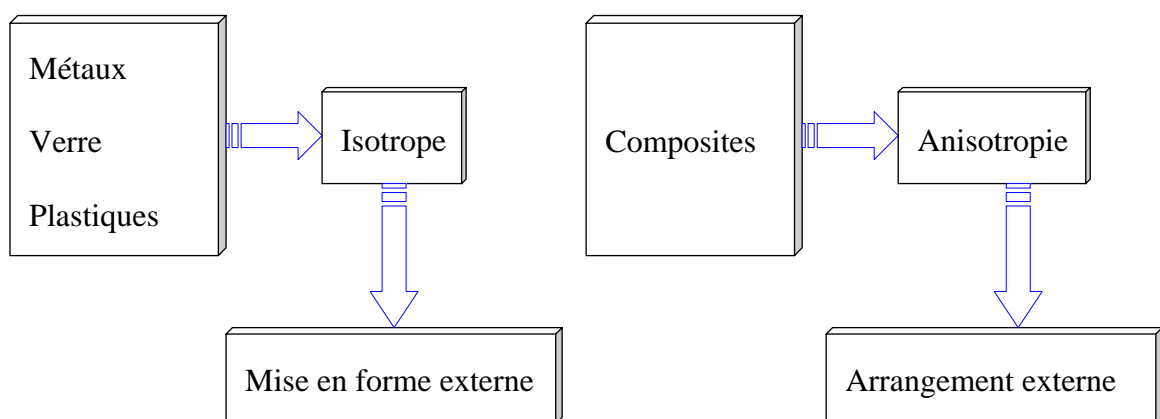 Métaux
Verre
Plastiques
Isotrope
Mise en forme externe
Composites
Anisotropie
Arrangement externe